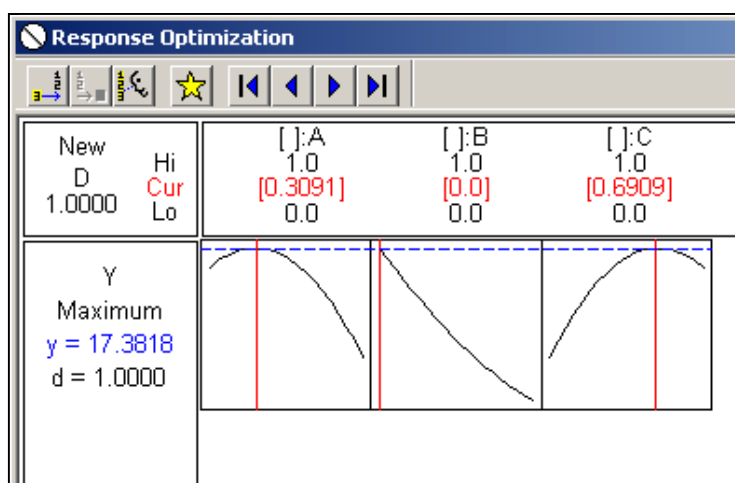 Response Optimization
New
D
1.0000
Hi
Cur
Lo
[ ]:A
1.0
[0.3091]
0.0
[ ]:B
1.0
[0.0]
0.0
[ ]:C
1.0
[0.6909]
0.0
Y
Maximum
y = 17.3818
d = 1.0000